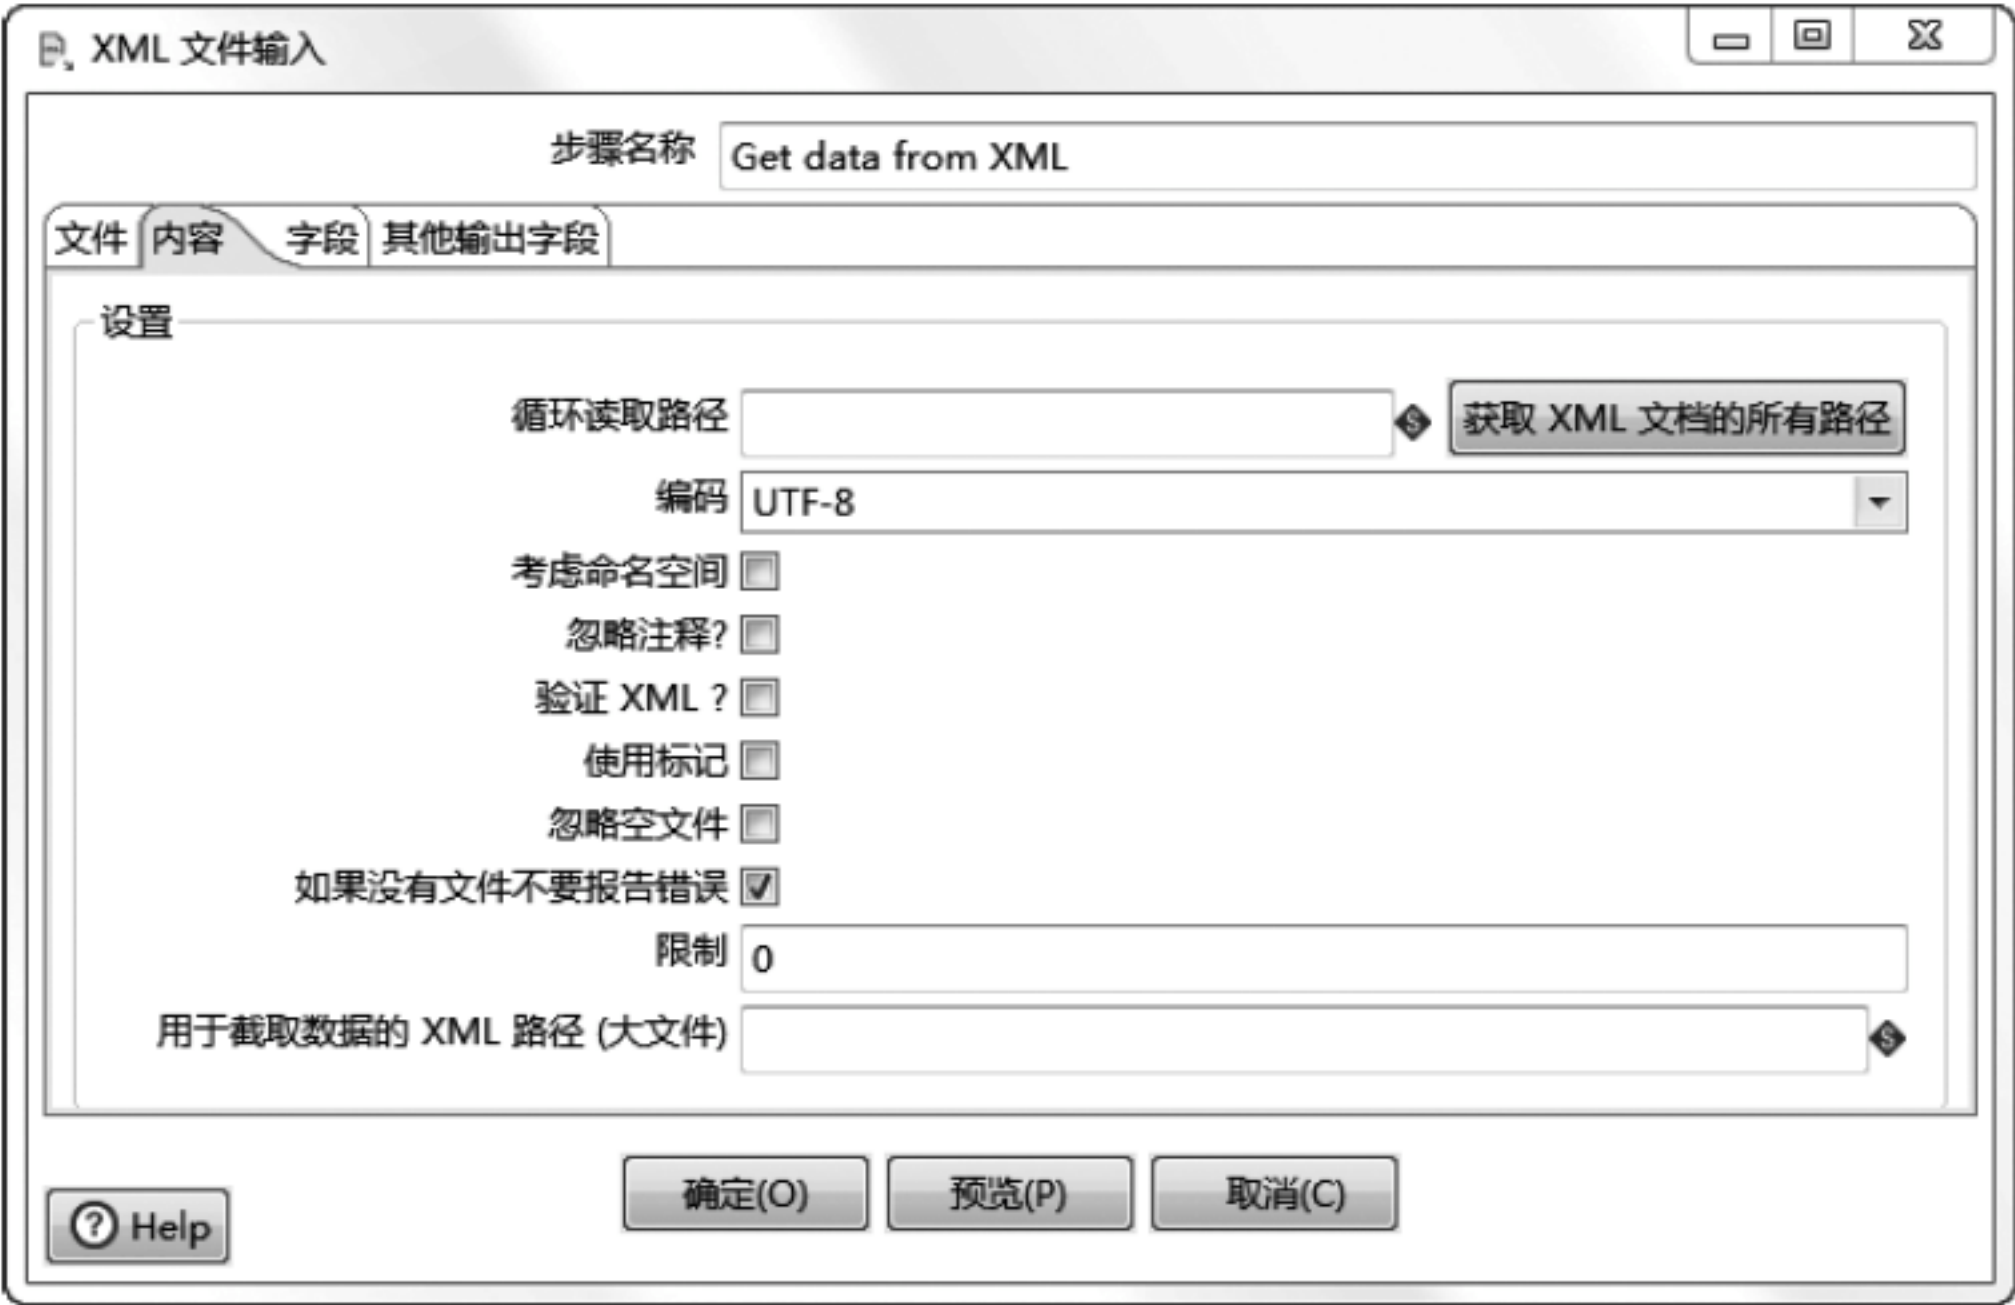 XML 文件输入
步骤名称 Get data from XML
文件 内容 字段 其他输出字段
设置
循环读取路径 获取 XML 文档的所有路径
编码 UTF-8
考虑命名空间
忽略注释?
验证 XML ?
使用标记
忽略空文件
如果没有文件不要报告错误
限制 0
用于截取数据的 XML 路径 (大文件)
确定(O) 预览(P) 取消(C)
Help